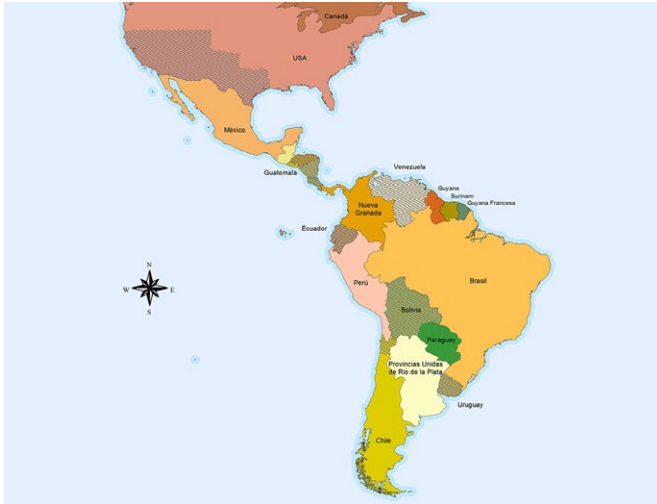 Canadá
USA
México
Guatemala
Venezuela
Guyana
Surinam
Guyana Francesa
Nueva
Granada
Ecuador
Perú
Brasil
N
W
E
S
Bolivia
Paraguay
Provincias Unidas
de Rio de la Plata
Uruguay
Chile